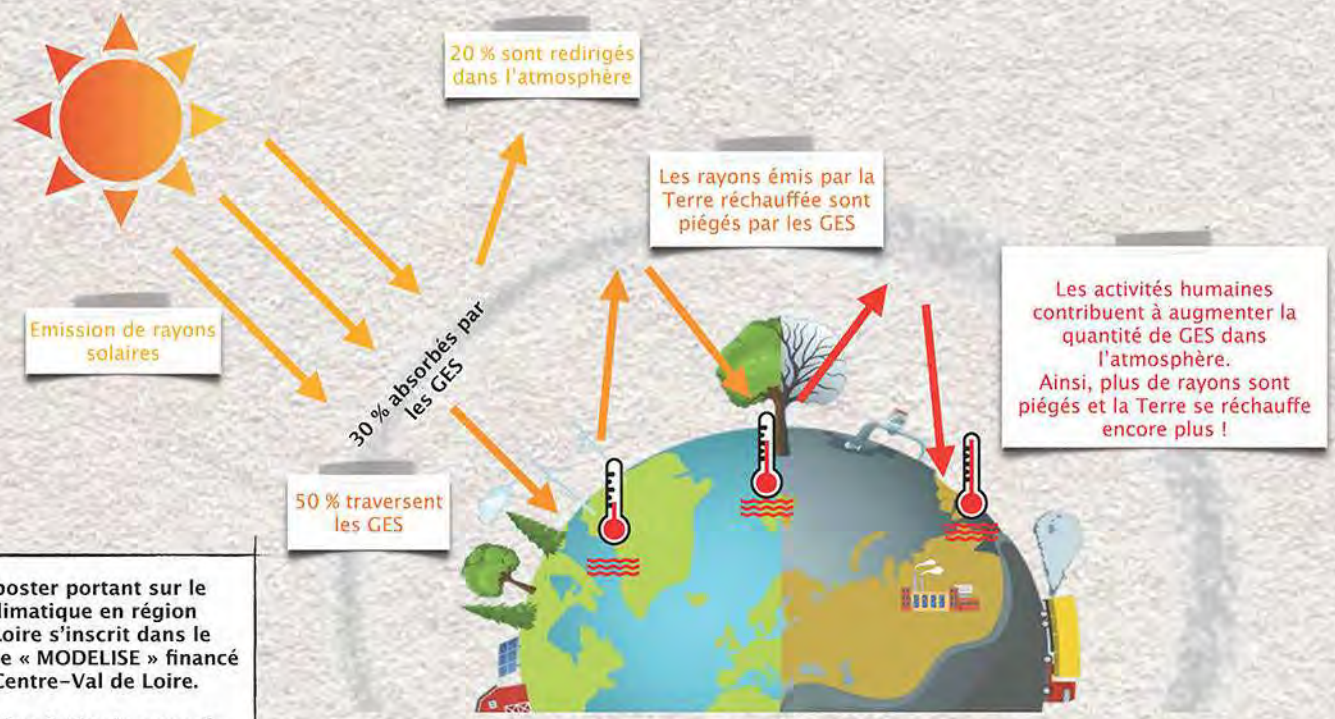 20 % sont redirigés
dans l'atmosphère
Les rayons émis par la
Terre réchauffée sont
piégés par les GES
Emission de rayons
solaires
30 % absorbés par
les GES
Les activités humaines
contribuent à augmenter la
quantité de GES dans
l'atmosphère.
Ainsi, plus de rayons sont
piégés et la Terre se réchauffe
encore plus !
50 % traversent
les GES
poster portant sur le
limatique en région
Loire s'inscrit dans le
e « MODELISE » financé
Centre-Val de Loire.